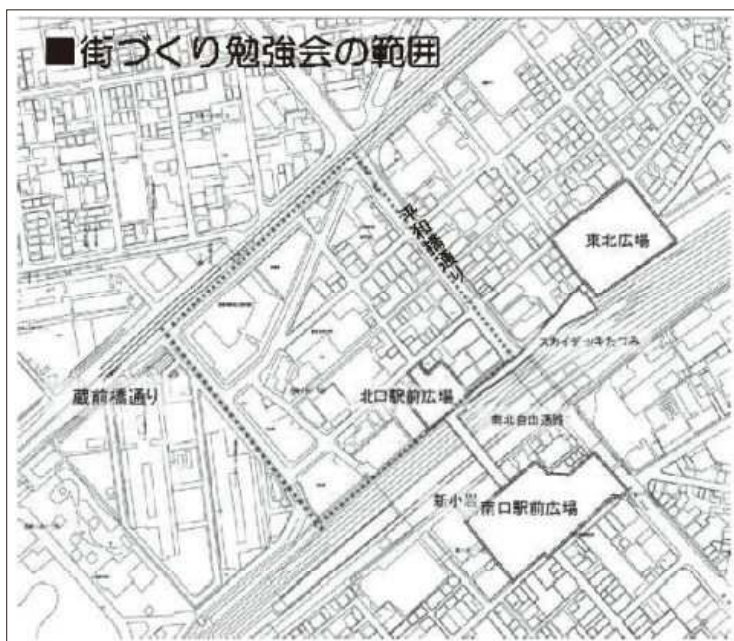 ■街づくり勉強会の範囲
平和橋通り
東北広場
スカイデッキたつみ
蔵前橋通り
北口駅前広場
南北自由通路
新小岩
南口駅前広場